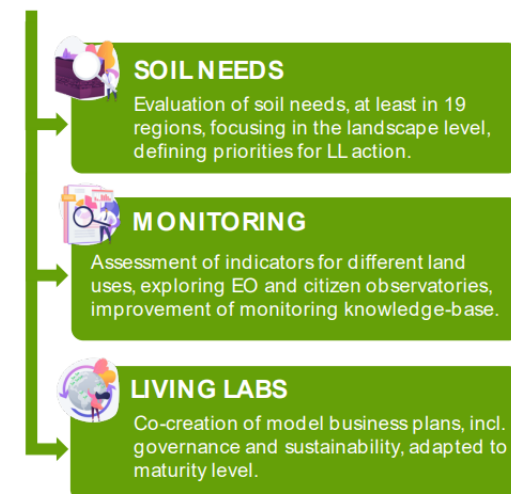 SOIL NEEDS
Evaluation of soil needs, at least in 19
regions, focusing in the landscape level,
defining priorities for LL action.
MONITORING
Assessment of indicators for different land
uses, exploring EO and citizen observatories,
improvement of monitoring knowledge-base.
LIVING LABS
Co-creation of model business plans, incl.
governance and sustainability, adapted to
maturity level.